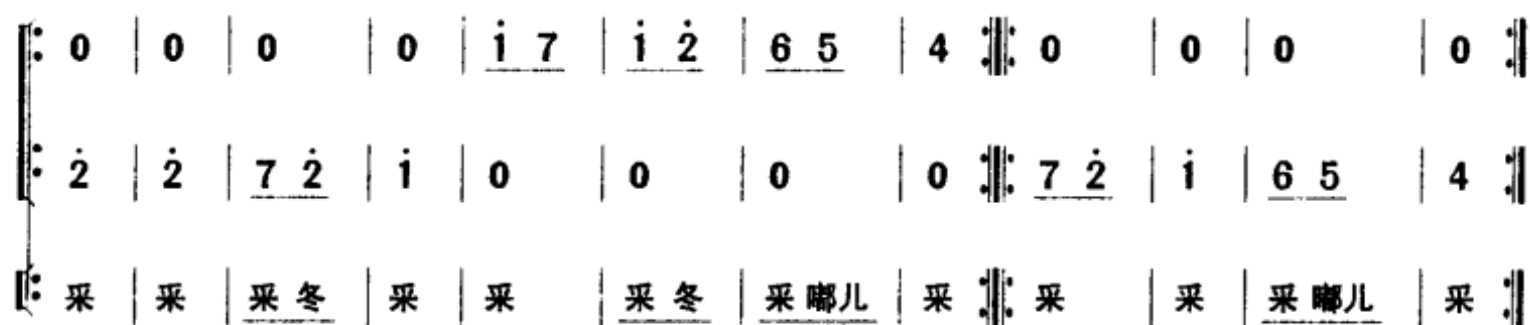 ‖: 0 | 0 | 0 | 0 | i̇ 7 | i̇ 2̇ | 6 5 | 4 :‖: 0 | 0 | 0 | 0 :‖
‖: 2̇ | 2̇ | 7 2̇ | i̇ | 0 | 0 | 0 | 0 :‖: 7 2̇ | i̇ | 6 5 | 4 :‖
‖: 采 | 采 | 采 冬 | 采 | 采 | 采 冬 | 采 嘟儿 | 采 :‖: 采 | 采 | 采 嘟儿 | 采 :‖